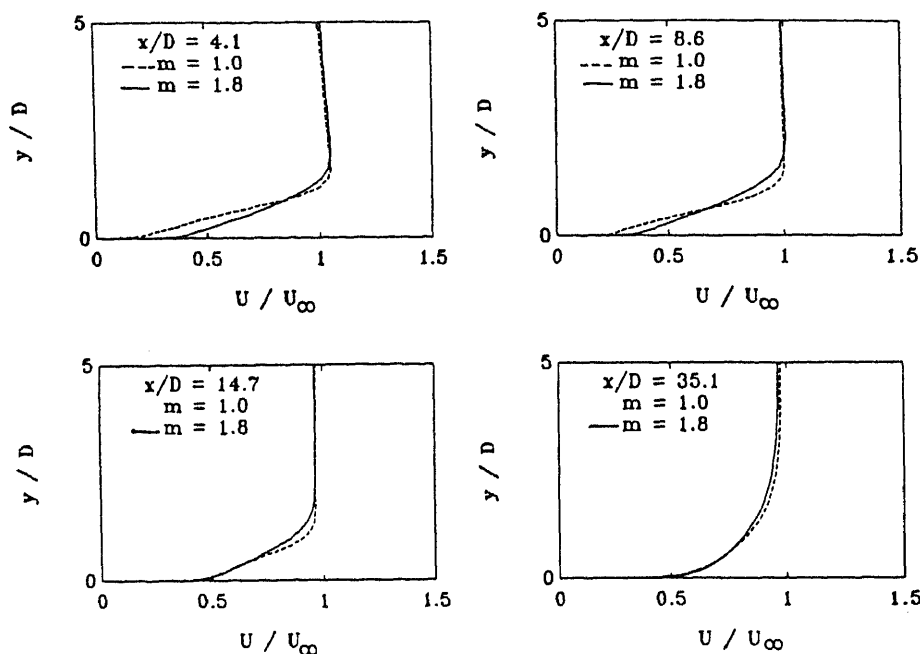 5
x/D = 4.1
m = 1.0
m = 1.8
y / D
0
0 0.5 1 1.5
U / U∞
5
x/D = 8.6
m = 1.0
m = 1.8
y / D
0
0 0.5 1 1.5
U / U∞
5
x/D = 14.7
m = 1.0
m = 1.8
y / D
0
0 0.5 1 1.5
U / U∞
5
x/D = 35.1
m = 1.0
m = 1.8
y / D
0
0 0.5 1 1.5
U / U∞